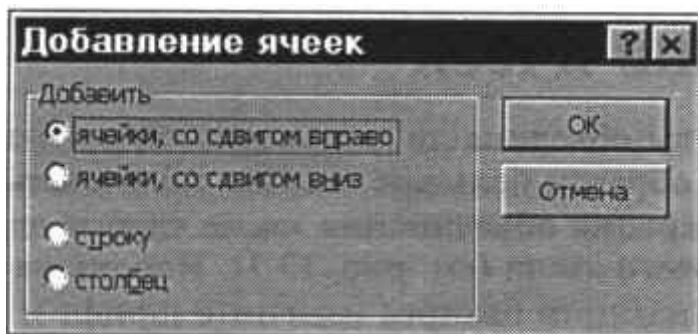 Добавление ячеек
Добавить
ячейки, со сдвигом вправо
ячейки, со сдвигом вниз
строку
столбец
ОК
Отмена